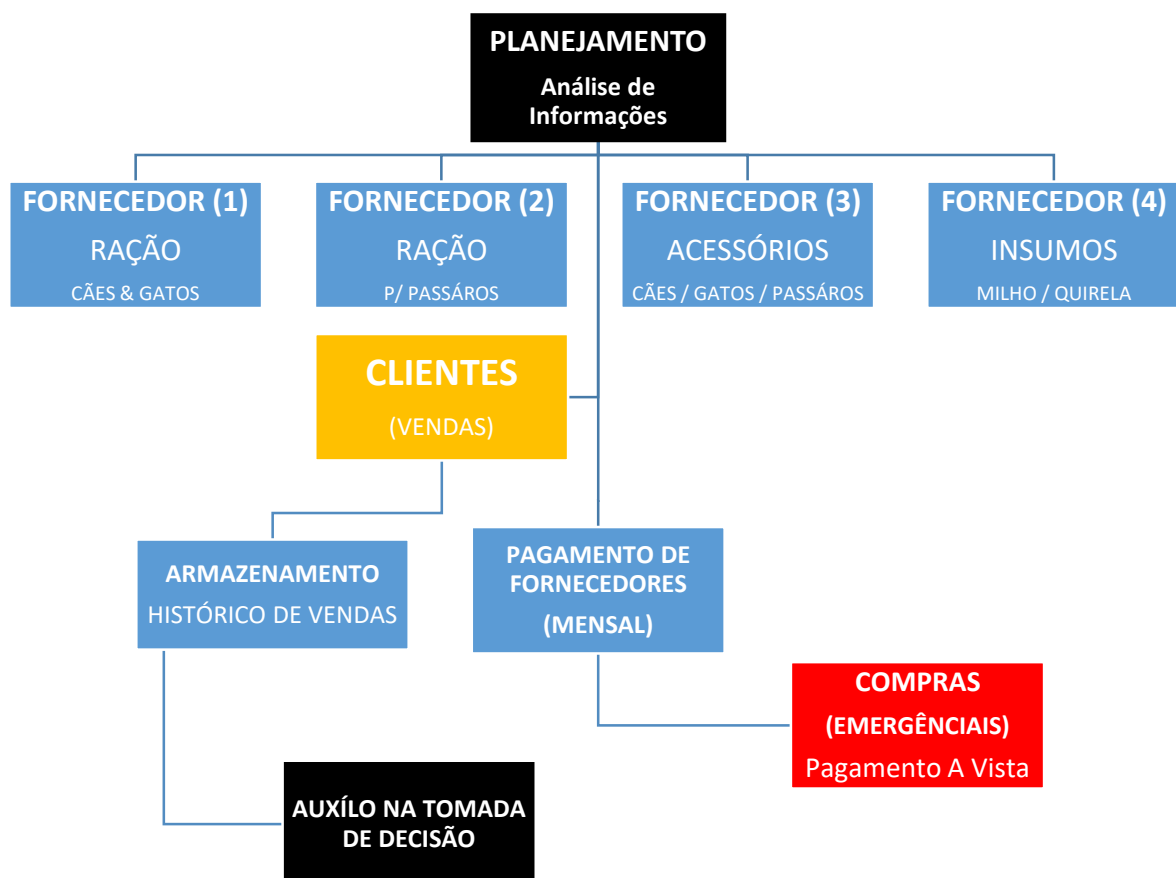 PLANEJAMENTO
Análise de
Informações
FORNECEDOR (1)
RAÇÃO
CÃES & GATOS
FORNECEDOR (2)
RAÇÃO
P/ PASSÁROS
FORNECEDOR (3)
ACESSÓRIOS
CÃES / GATOS / PASSÁROS
FORNECEDOR (4)
INSUMOS
MILHO / QUIRELA
CLIENTES
(VENDAS)
ARMAZENAMENTO
HISTÓRICO DE VENDAS
PAGAMENTO DE
FORNECEDORES
(MENSAL)
COMPRAS
(EMERGÊNCIAIS)
Pagamento A Vista
AUXÍLO NA TOMADA
DE DECISÃO